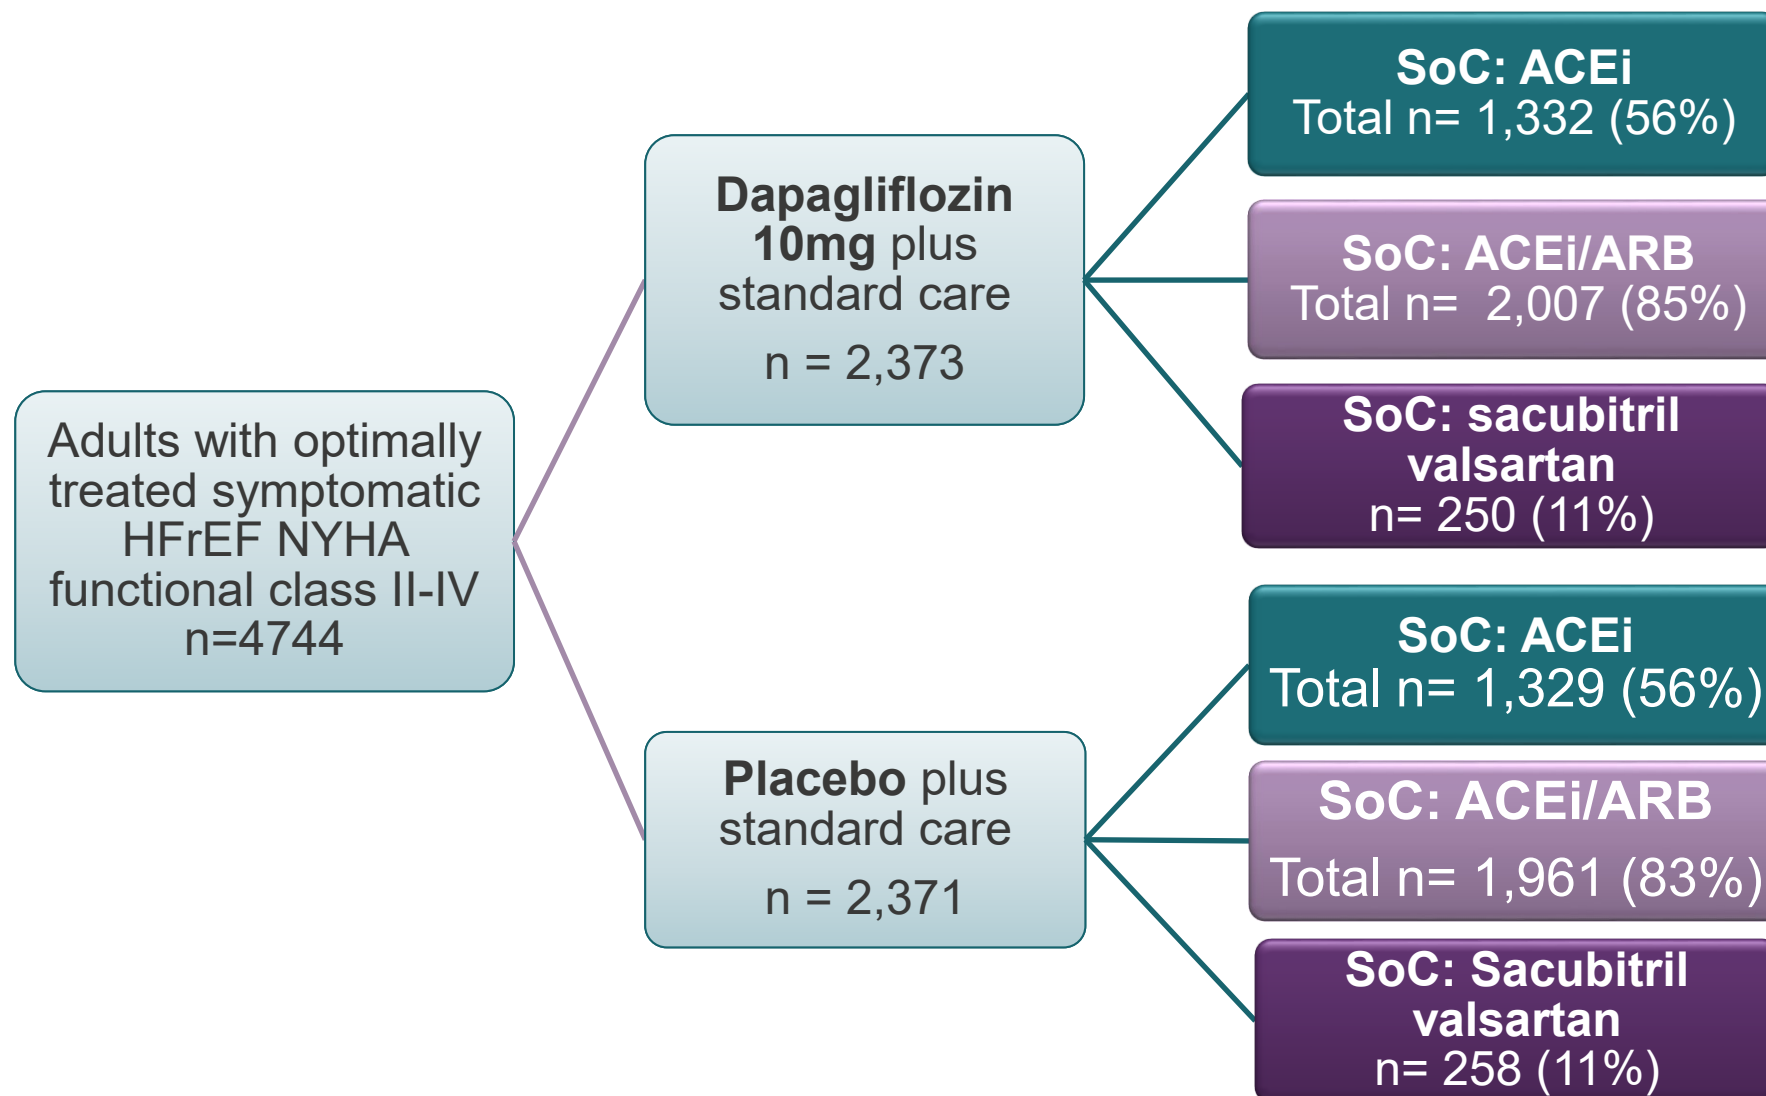 Adults with optimally
treated symptomatic
HFrEF NYHA
functional class II-IV
n=4744
Dapagliflozin
10mg plus
standard care
n = 2,373
SoC: ACEi
Total n= 1,332 (56%)
SoC: ACEi/ARB
Total n=  2,007 (85%)
SoC: sacubitril
valsartan
n= 250 (11%)
Placebo plus
standard care
n = 2,371
SoC: ACEi
Total n= 1,329 (56%)
SoC: ACEi/ARB
Total n= 1,961 (83%)
SoC: Sacubitril
valsartan
n= 258 (11%)